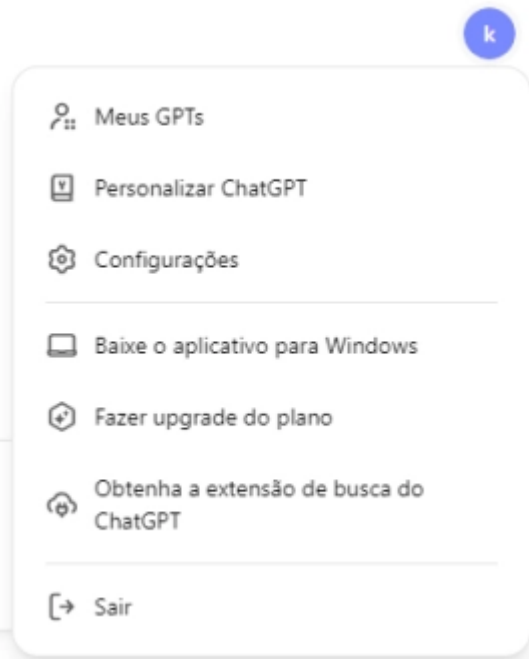 k
Meus GPTs
Personalizar ChatGPT
Configurações
Baixe o aplicativo para Windows
Fazer upgrade do plano
Obtenha a extensão de busca do
ChatGPT
Sair